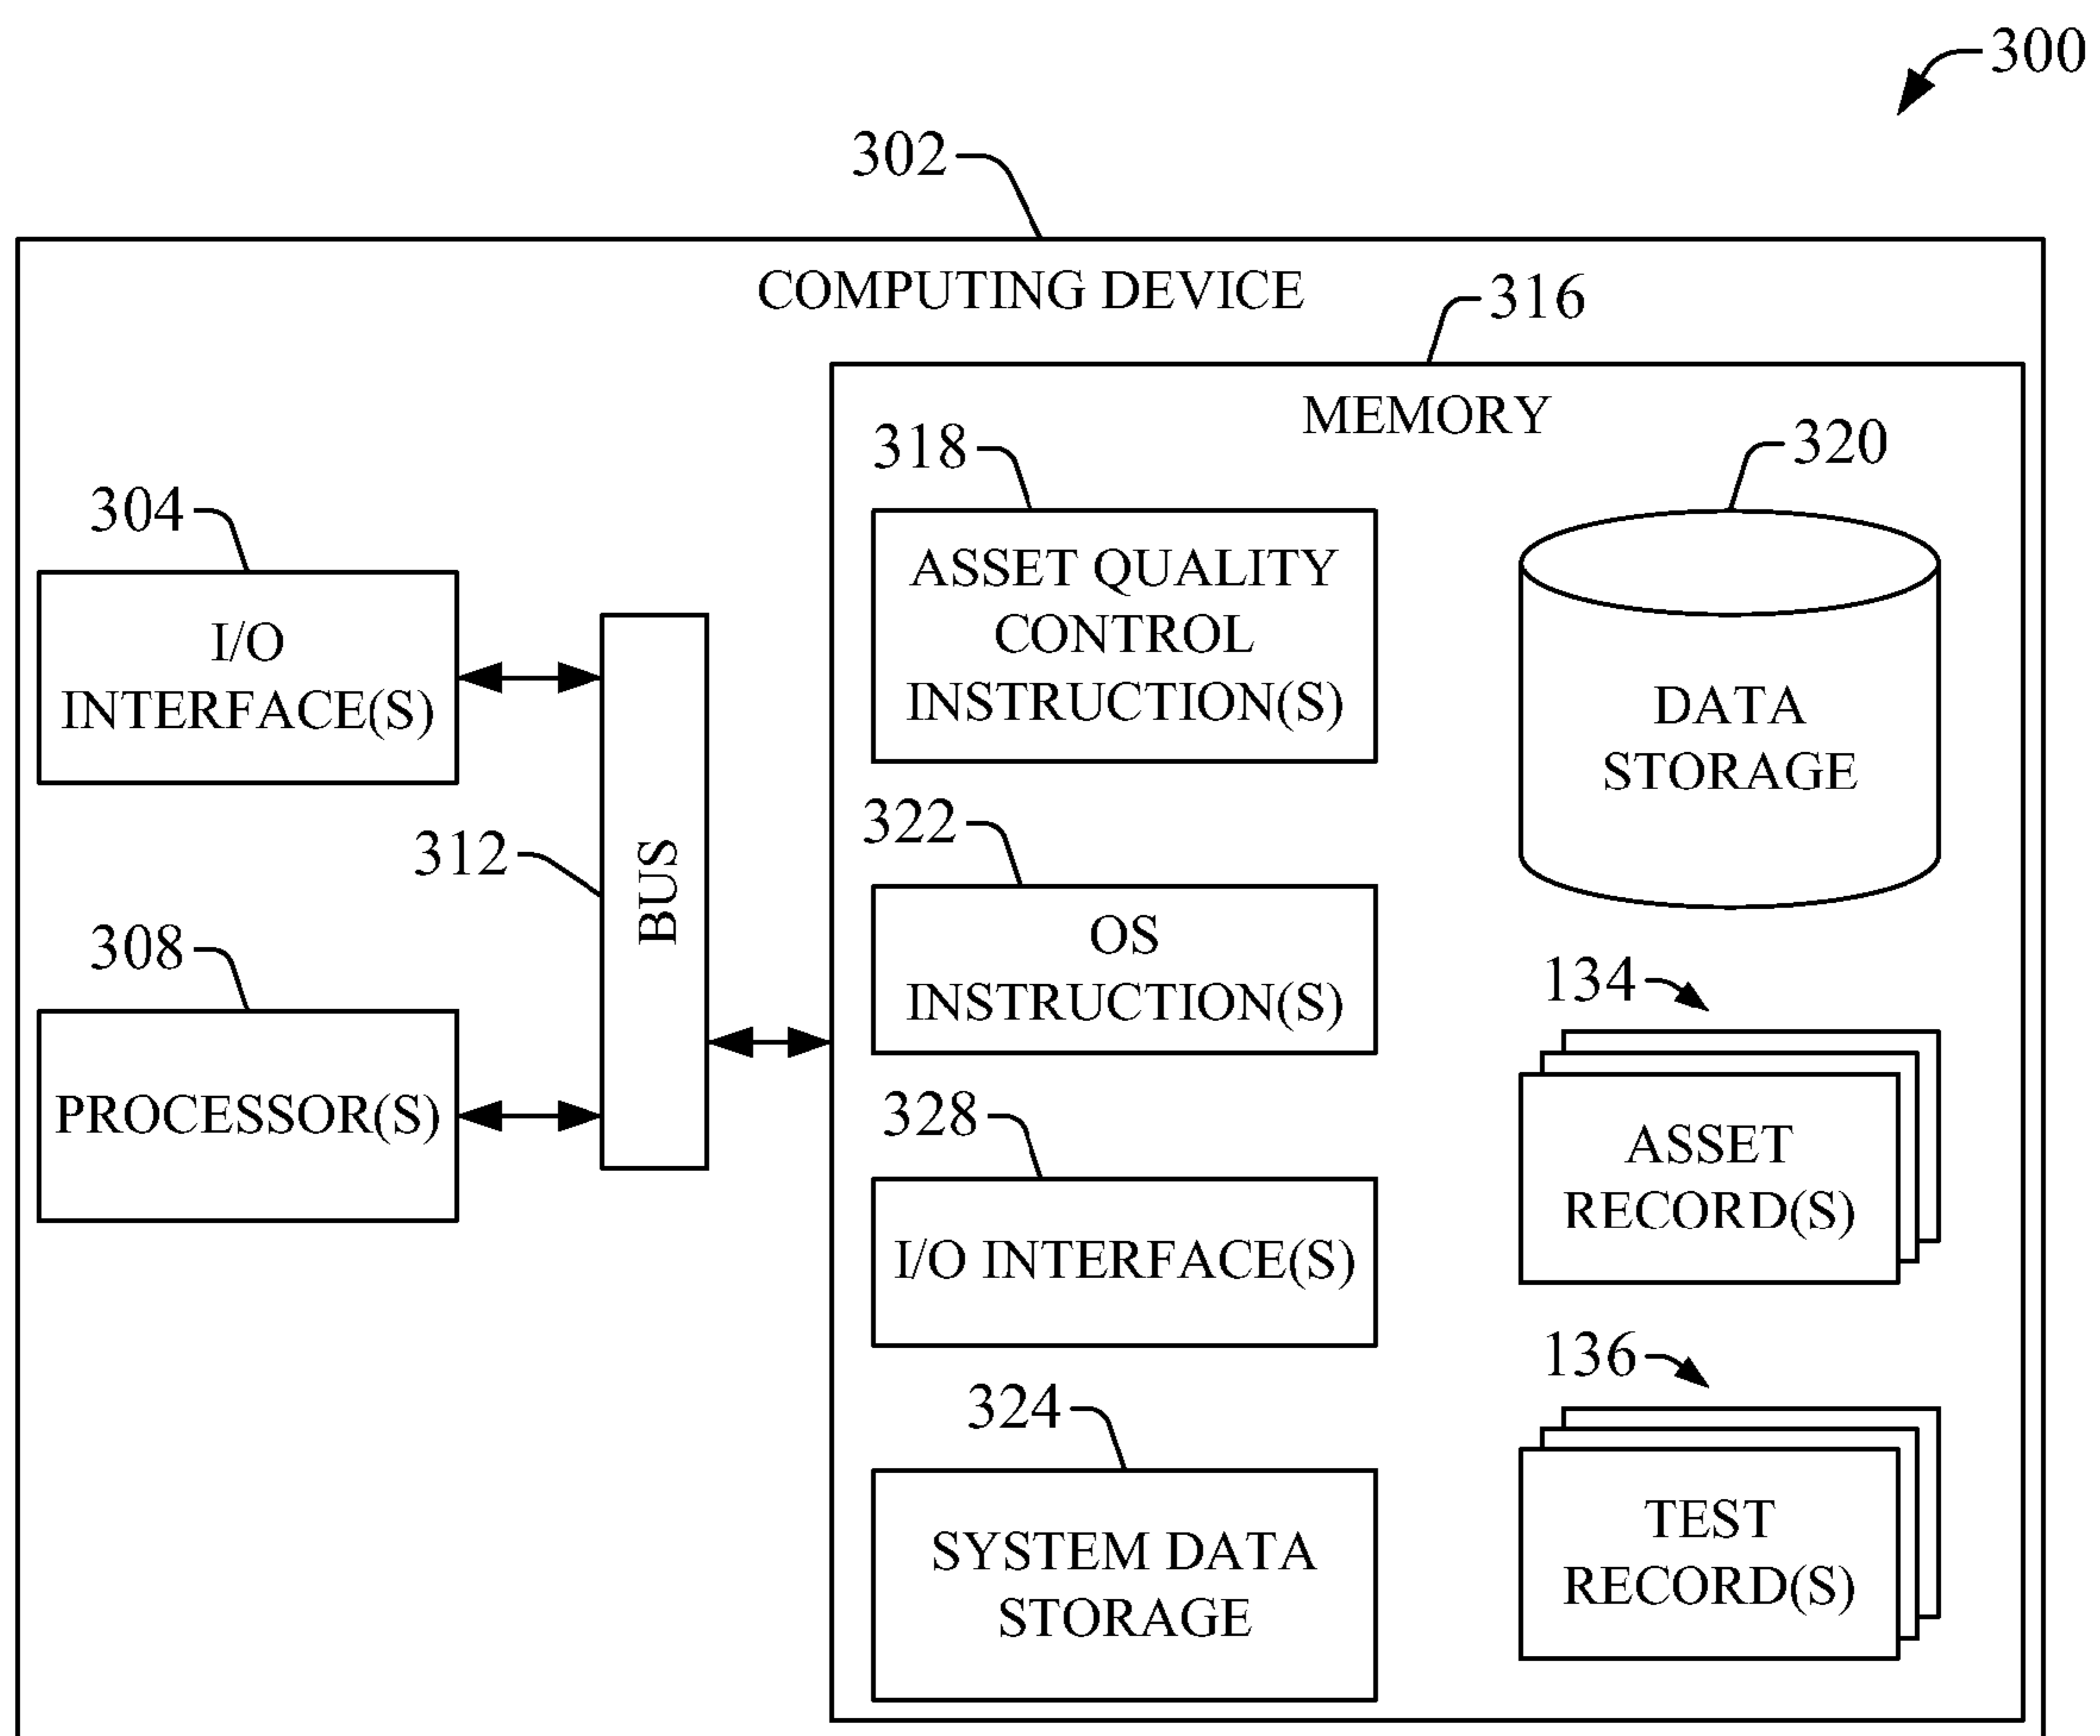 300
302
COMPUTING DEVICE
316
MEMORY
318
320
304
ASSET QUALITY
CONTROL
INSTRUCTION(S)
I/O
INTERFACE(S)
DATA
STORAGE
312
BUS
322
OS
INSTRUCTION(S)
308
PROCESSOR(S)
134
ASSET
RECORD(S)
328
I/O INTERFACE(S)
136
TEST
RECORD(S)
324
SYSTEM DATA
STORAGE